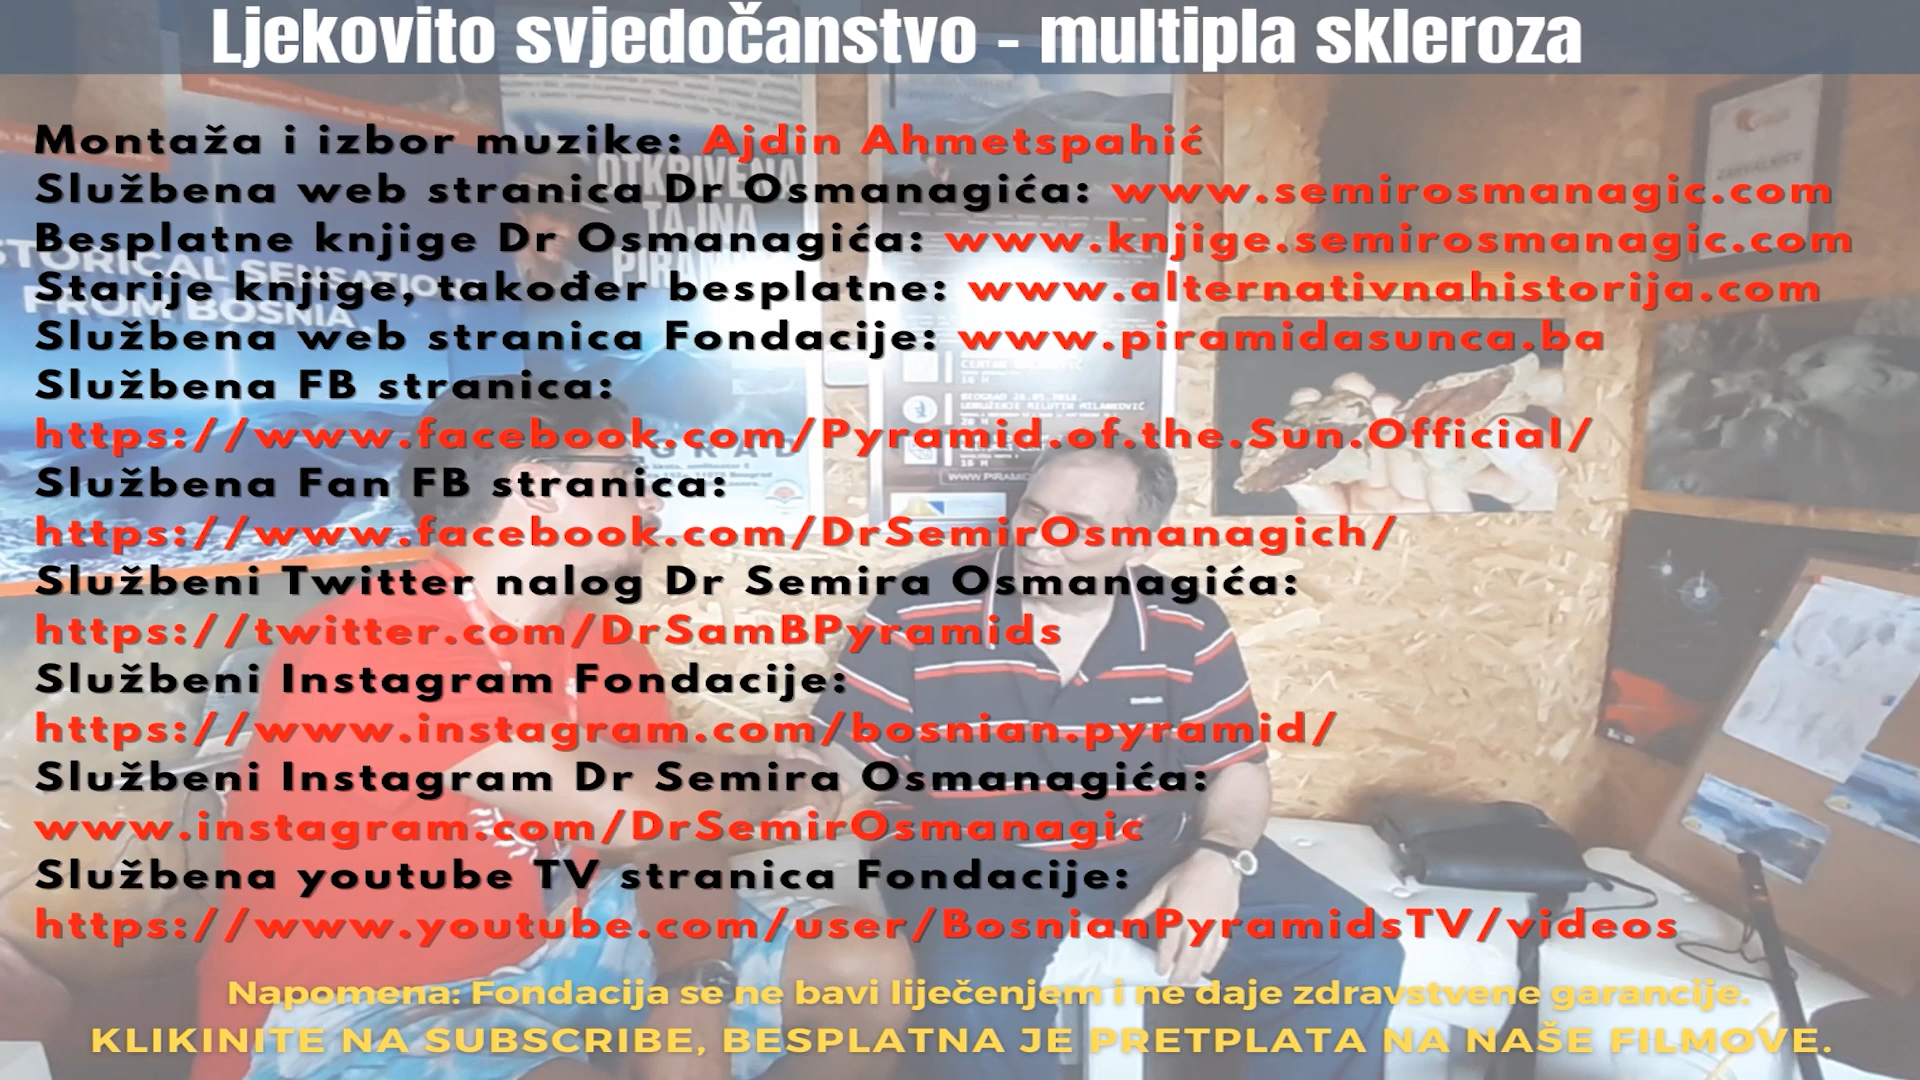 Ljekovito svjedočanstvo - multipla skleroza
Montaža i izbor muzike: Ajdin Ahmetspahić
Službena web stranica Dr Osmanagića: www.semirosmanagic.com
Besplatne knjige Dr Osmanagića: www.knjige.semirosmanagic.com
Starije knjige, također besplatne: www.alternativnahistorija.com
Službena web stranica Fondacije: www.piramidasunca.ba
Službena FB stranica:
https://www.facebook.com/Pyramid.of.the.Sun.Official/
Službena Fan FB stranica:
https://www.facebook.com/DrSemirOsmanagich/
Službeni Twitter nalog Dr Semira Osmanagića:
https://twitter.com/DrSamBPyramids
Službeni Instagram Fondacije:
https://www.instagram.com/bosnian.pyramid/
Službeni Instagram Dr Semira Osmanagića:
www.instagram.com/DrSemirOsmanagic
Službena youtube TV stranica Fondacije:
https://www.youtube.com/user/BosnianPyramidsTV/videos
Napomena: Fondacija se ne bavi liječenjem i ne daje zdravstvene garancije.
KLIKINITE NA SUBSCRIBE, BESPLATNA JE PRETPLATA NA NAŠE FILMOVE.
OTKRIVENA
TAJNA
STORICAL SENSATION
FROM BOSNIA